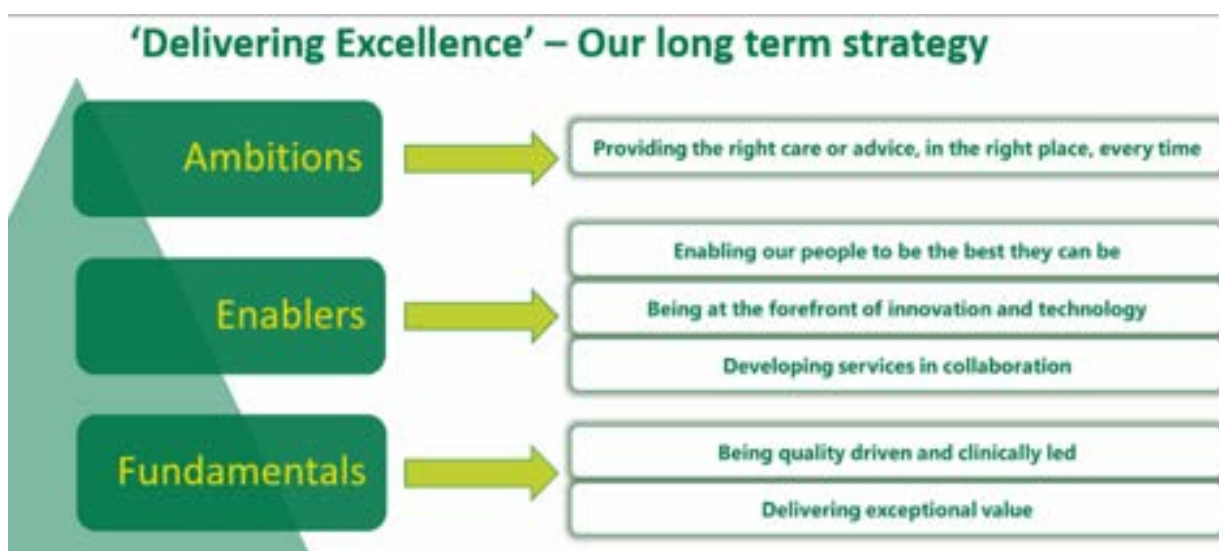 ‘Delivering Excellence’ – Our long term strategy
Ambitions
Providing the right care or advice, in the right place, every time
Enablers
Enabling our people to be the best they can be
Being at the forefront of innovation and technology
Developing services in collaboration
Fundamentals
Being quality driven and clinically led
Delivering exceptional value